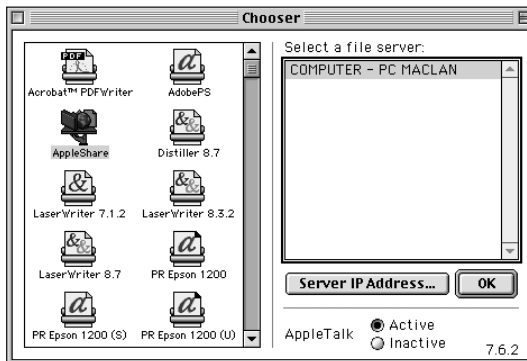 Chooser
Select a file server:
COMPUTER - PC MACLAN
PDF
Acrobat™ PDFWriter
a
AdobePS
AppleShare
&&
Distiller 8.7
&
LaserWriter 7.1.2
&&
LaserWriter 8.3.2
&&
LaserWriter 8.7
a
PR Epson 1200
a
PR Epson 1200 (S)
a
PR Epson 1200 (U)
Server IP Address...
OK
AppleTalk
Active
Inactive
7.6.2